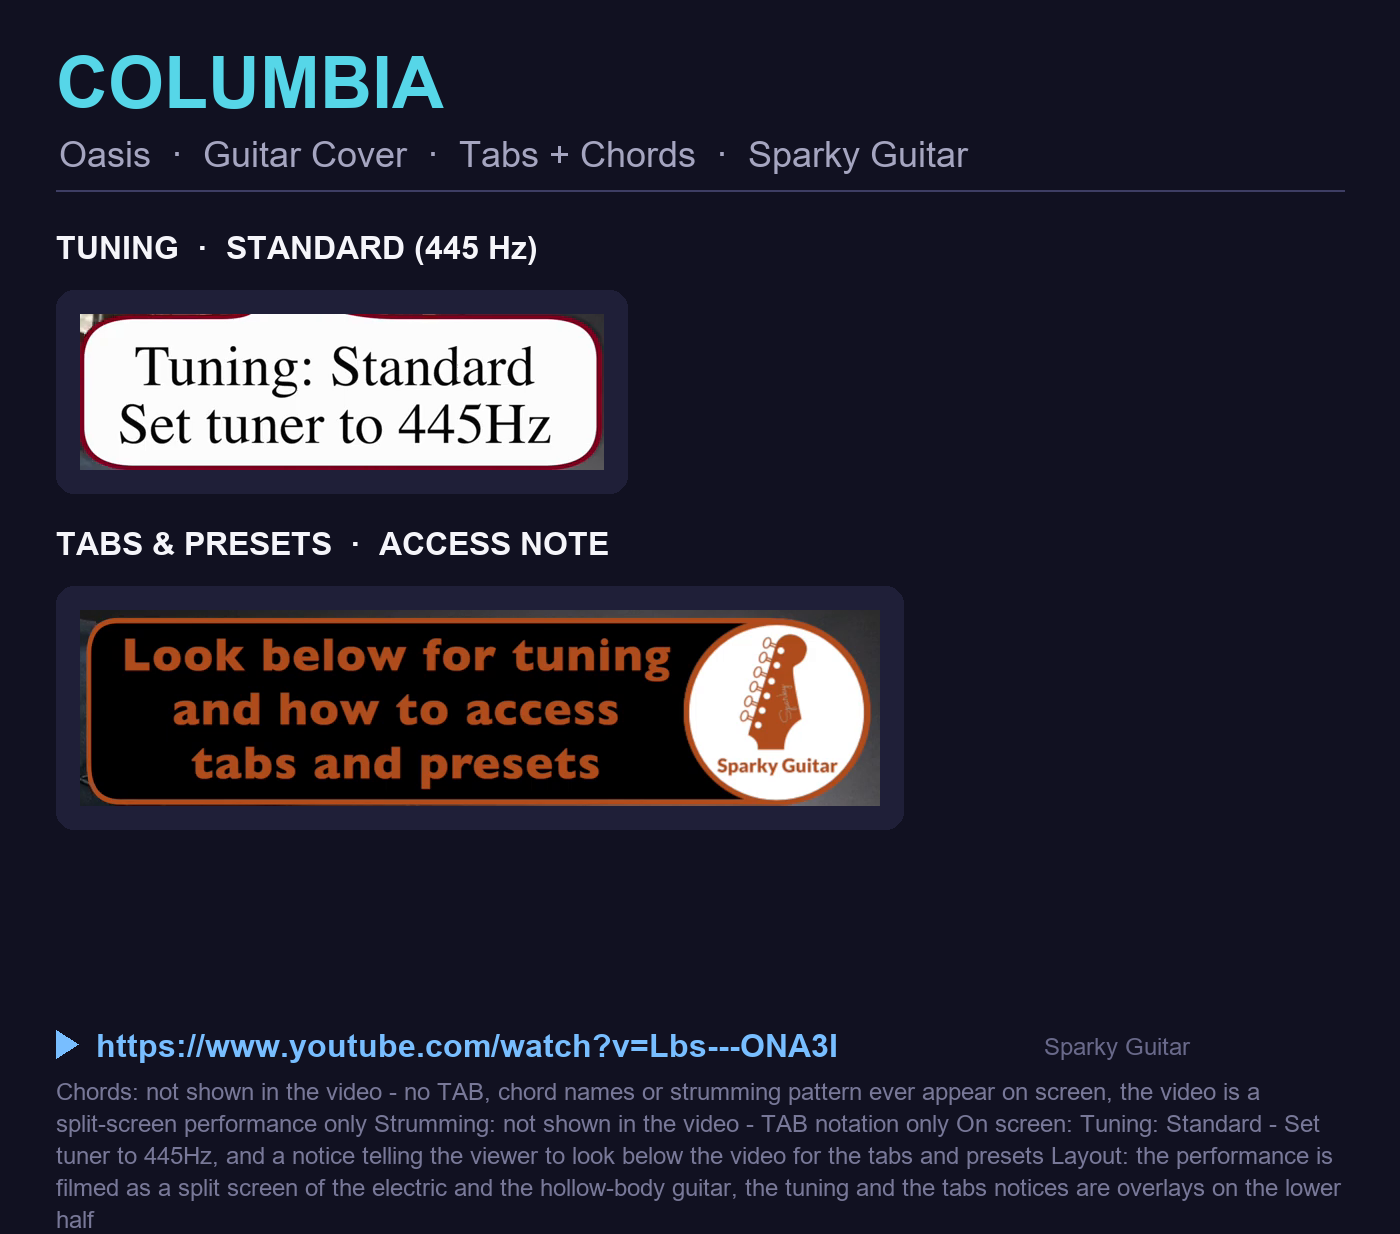 COLUMBIA
Oasis · Guitar Cover · Tabs + Chords · Sparky Guitar
TUNING · STANDARD (445 Hz)
Tuning: Standard
Set tuner to 445Hz
TABS & PRESETS · ACCESS NOTE
Look below for tuning
and how to access
tabs and presets
Sparky
Sparky Guitar
https://www.youtube.com/watch?v=Lbs---ONA3I
Sparky Guitar
Chords: not shown in the video - no TAB, chord names or strumming pattern ever appear on screen, the video is a
split-screen performance only Strumming: not shown in the video - TAB notation only On screen: Tuning: Standard - Set
tuner to 445Hz, and a notice telling the viewer to look below the video for the tabs and presets Layout: the performance is
filmed as a split screen of the electric and the hollow-body guitar, the tuning and the tabs notices are overlays on the lower
half